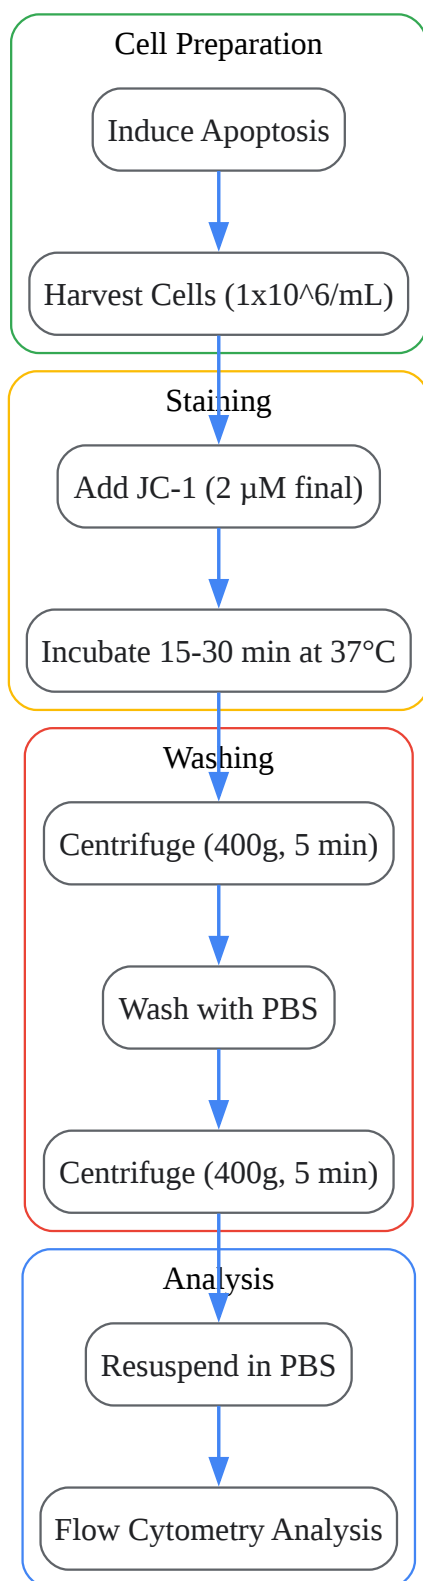 Cell Preparation
Induce Apoptosis
Harvest Cells (1x10^6/mL)
Staining
Add JC-1 (2 µM final)
Incubate 15-30 min at 37°C
Washing
Centrifuge (400g, 5 min)
Wash with PBS
Centrifuge (400g, 5 min)
Analysis
Resuspend in PBS
Flow Cytometry Analysis